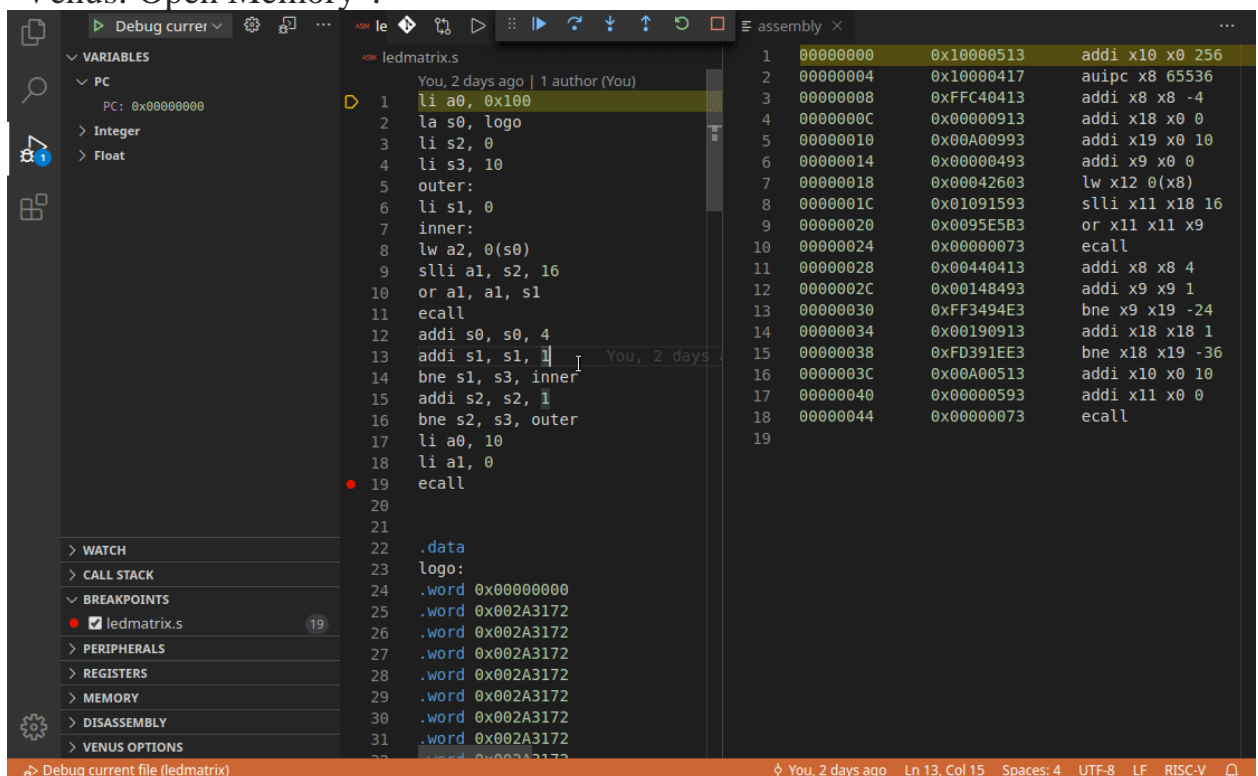 Venus: Open Memory".
Debug currer
VARIABLES
PC
PC: 0x00000000
Integer
Float
1
WATCH
CALL STACK
BREAKPOINTS
ledmatrix.s 19
PERIPHERALS
REGISTERS
MEMORY
DISASSEMBLY
VENUS OPTIONS
ASM le
ASM ledmatrix.s
You, 2 days ago | 1 author (You)
1 li a0, 0x100
2 la s0, logo
3 li s2, 0
4 li s3, 10
5 outer:
6 li s1, 0
7 inner:
8 lw a2, 0(s0)
9 slli a1, s2, 16
10 or a1, a1, s1
11 ecall
12 addi s0, s0, 4
13 addi s1, s1, 1 You, 2 days
14 bne s1, s3, inner
15 addi s2, s2, 1
16 bne s2, s3, outer
17 li a0, 10
18 li a1, 0
19 ecall
20
21
22 .data
23 logo:
24 .word 0x00000000
25 .word 0x002A3172
26 .word 0x002A3172
27 .word 0x002A3172
28 .word 0x002A3172
29 .word 0x002A3172
30 .word 0x002A3172
31 .word 0x002A3172
assembly
1 00000000 0x10000513 addi x10 x0 256
2 00000004 0x10000417 auipc x8 65536
3 00000008 0xFFC40413 addi x8 x8 -4
4 0000000C 0x00000913 addi x18 x0 0
5 00000010 0x00A00993 addi x19 x0 10
6 00000014 0x00000493 addi x9 x0 0
7 00000018 0x00042603 lw x12 0(x8)
8 0000001C 0x01091593 slli x11 x18 16
9 00000020 0x0095E5B3 or x11 x11 x9
10 00000024 0x00000073 ecall
11 00000028 0x00440413 addi x8 x8 4
12 0000002C 0x00148493 addi x9 x9 1
13 00000030 0xFF3494E3 bne x9 x19 -24
14 00000034 0x00190913 addi x18 x18 1
15 00000038 0xFD391EE3 bne x18 x19 -36
16 0000003C 0x00A00513 addi x10 x0 10
17 00000040 0x00000593 addi x11 x0 0
18 00000044 0x00000073 ecall
19
Debug current file (ledmatrix) You, 2 days ago Ln 13, Col 15 Spaces: 4 UTF-8 LF RISC-V